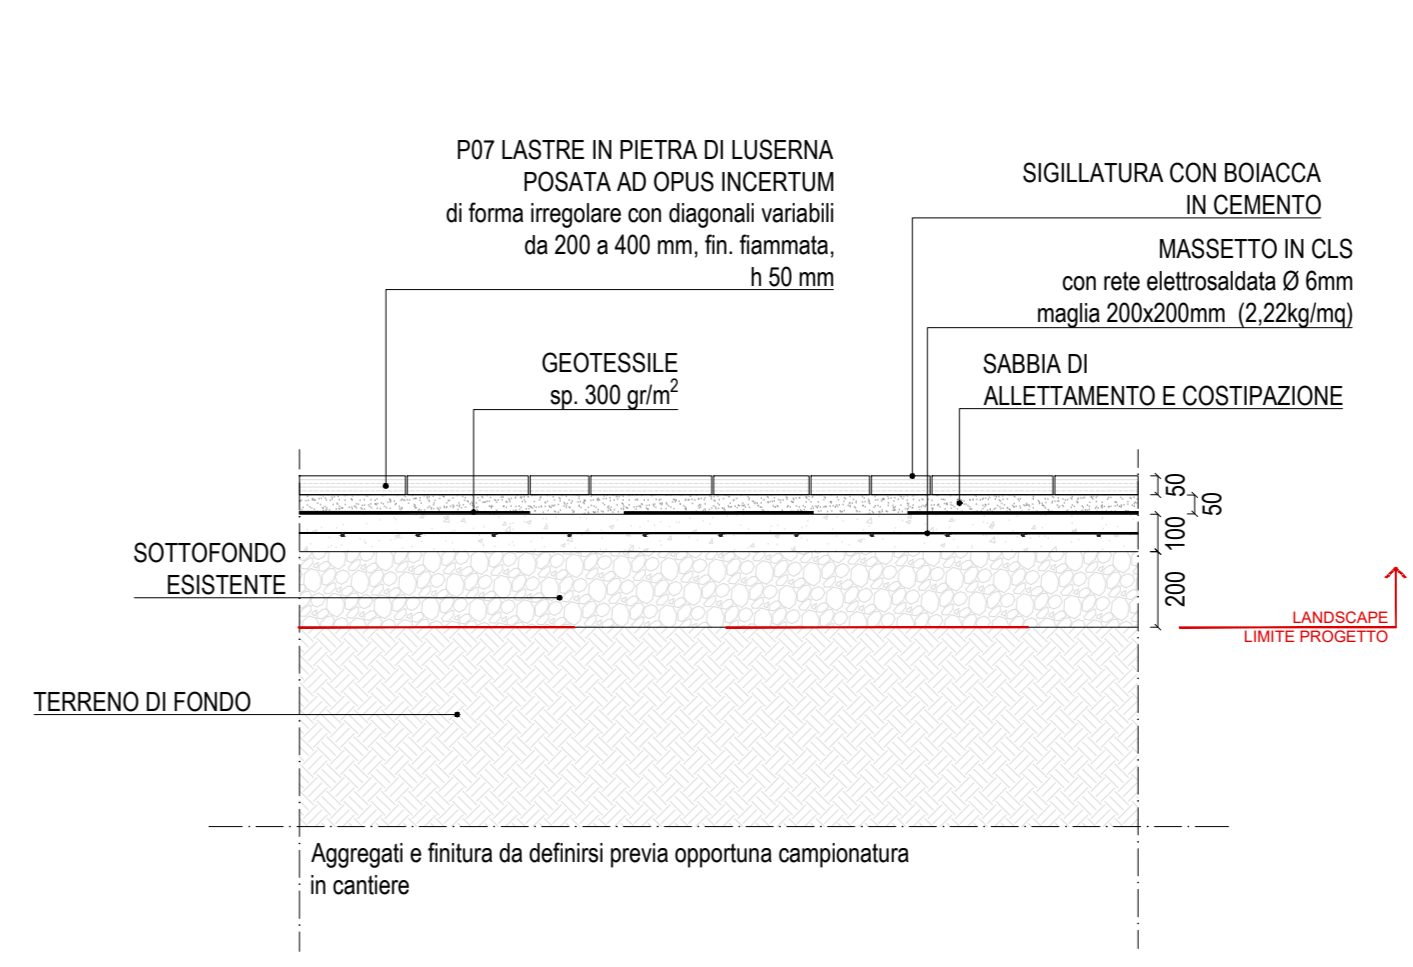 P07 LASTRE IN PIETRA DI LUSERNA
POSATA AD OPUS INCERTUM
di forma irregolare con diagonali variabili
da 200 a 400 mm, fin. fiammata,
h 50 mm
SIGILLATURA CON BOIACCA
IN CEMENTO
MASSETTO IN CLS
con rete elettrosaldata Ø 6mm
maglia 200x200mm (2,22kg/mq)
GEOTESSILE
sp. 300 gr/m²
SABBIA DI
ALLETTAMENTO E COSTIPAZIONE
50
50
100
200
SOTTOFONDO
ESISTENTE
LANDSCAPE
LIMITE PROGETTO
TERRENO DI FONDO
Aggregati e finitura da definirsi previa opportuna campionatura
in cantiere